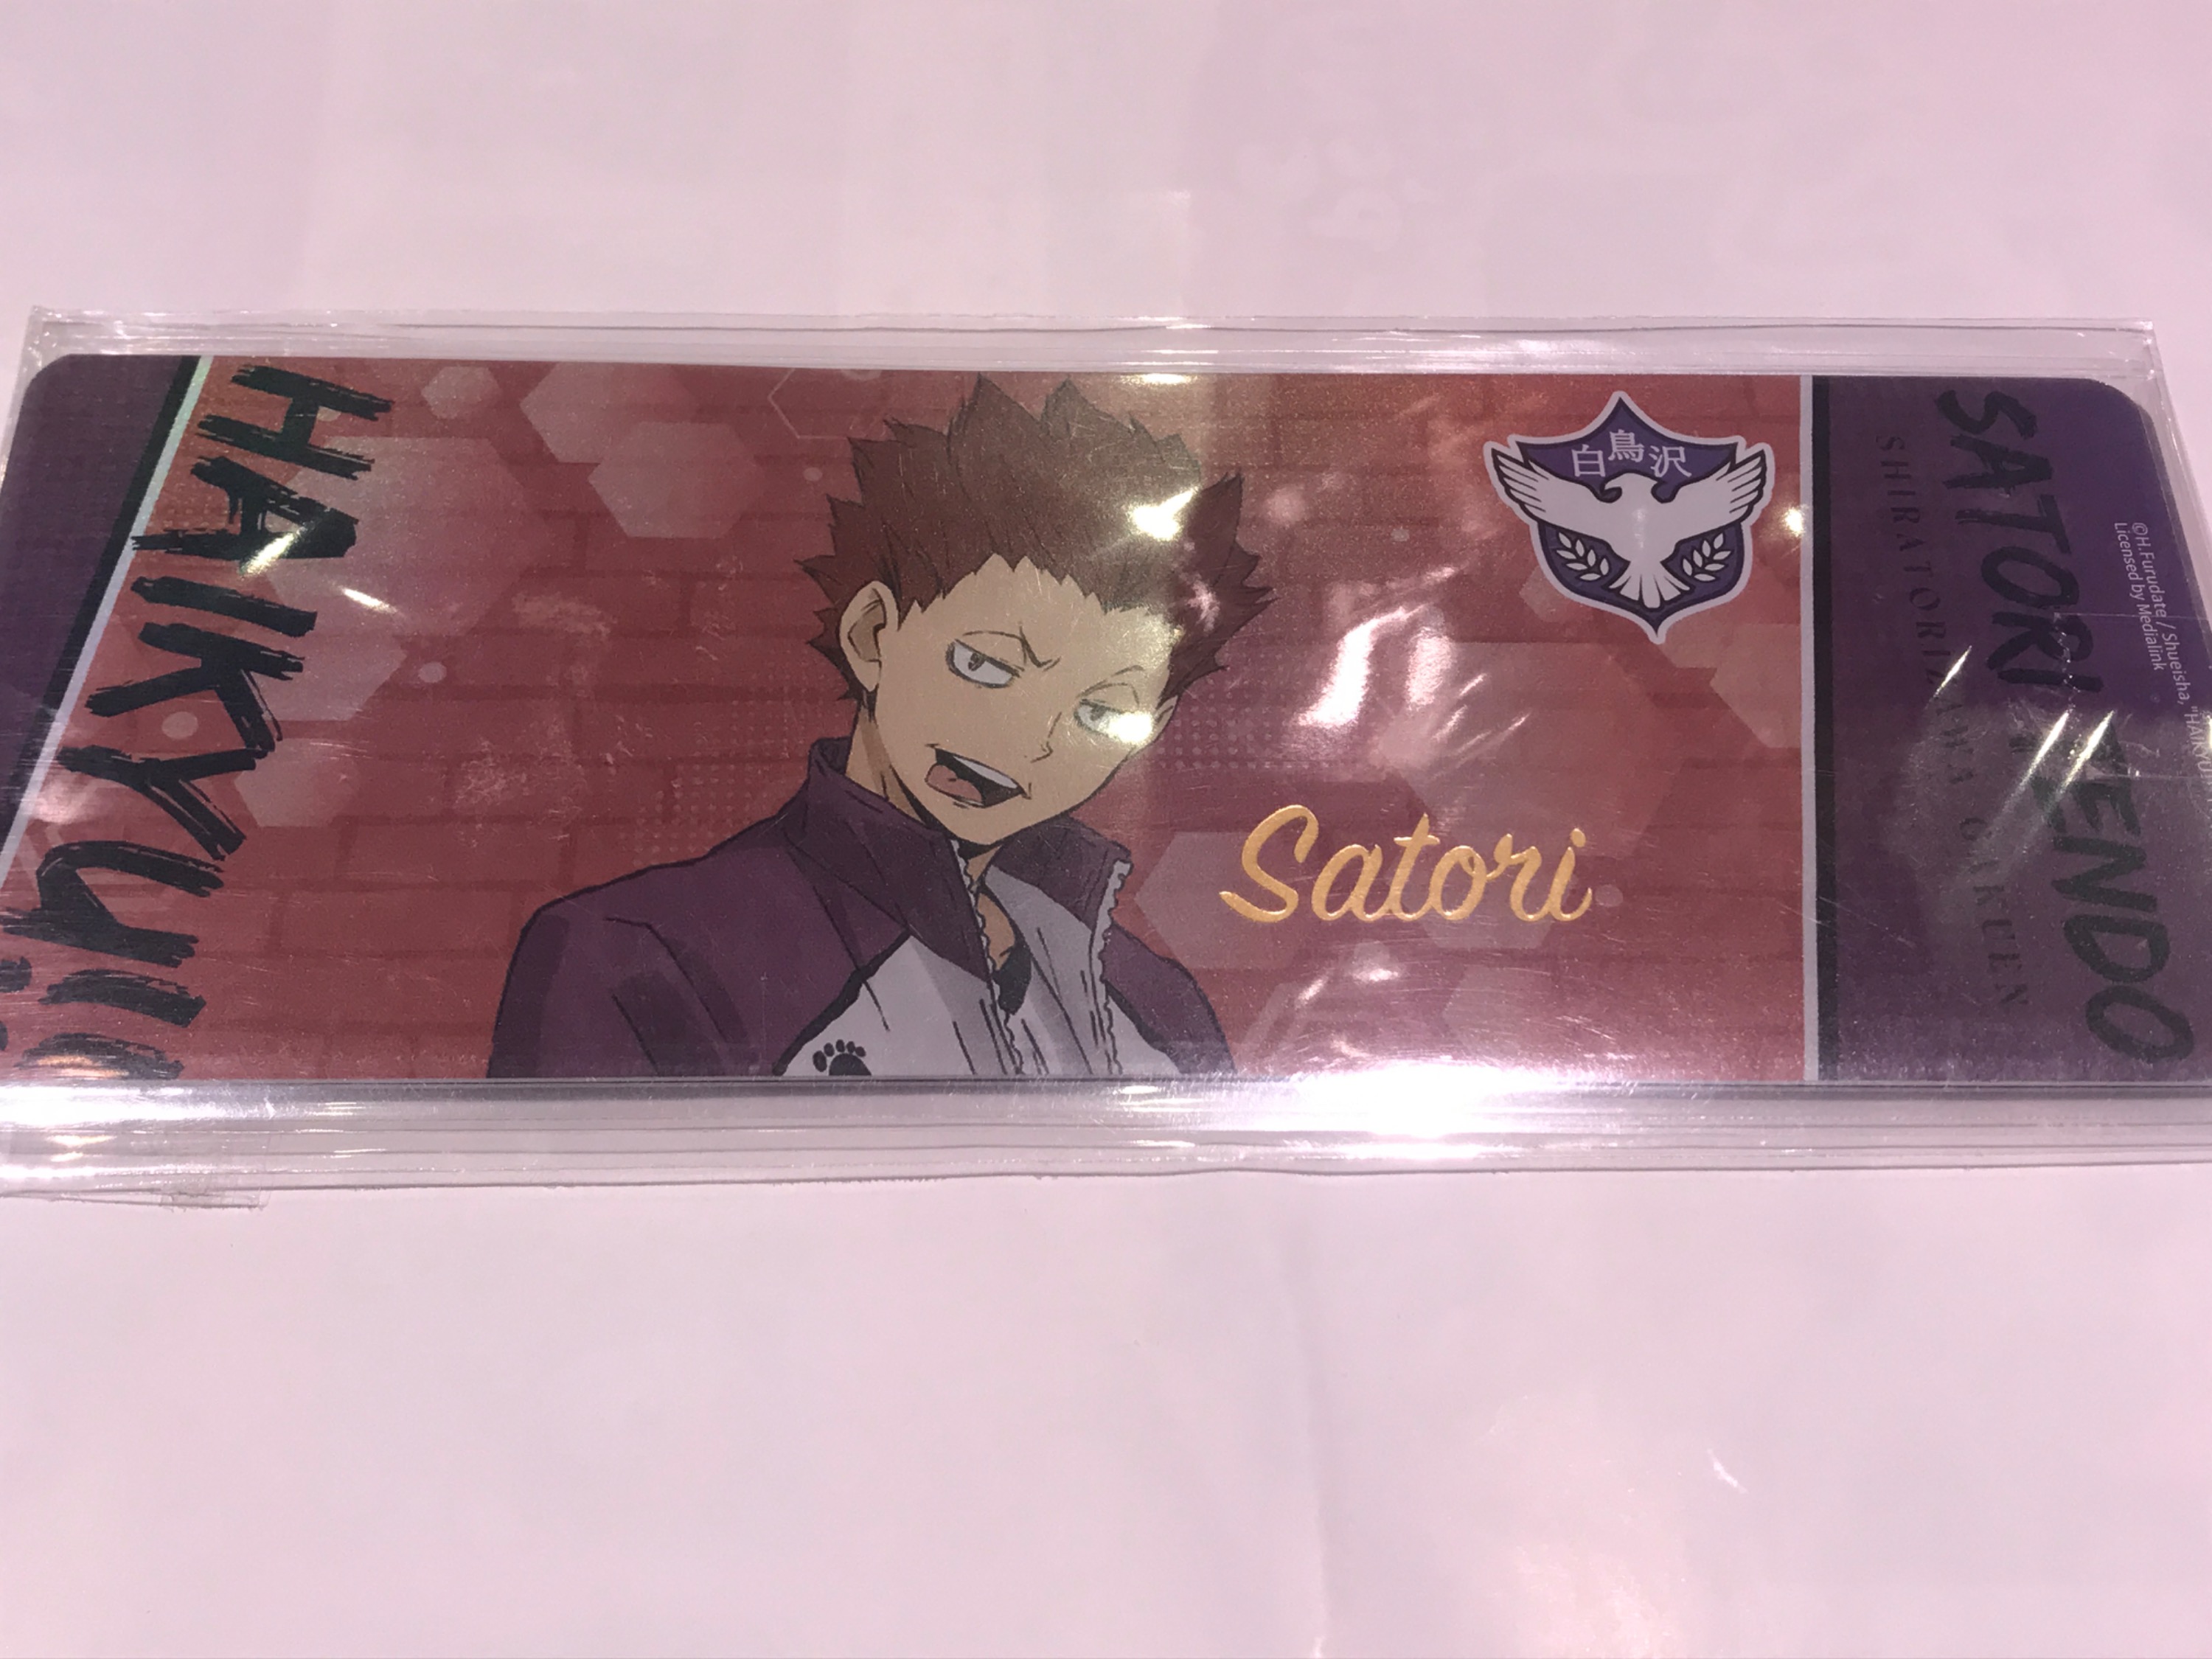 HAIKYU!!
白鳥沢
Satori
SATORI TENDO
SHIRATORIZAWA GAKUEN
©H.Furudate / Shueisha, "HAIKYU
Licensed by Medialink